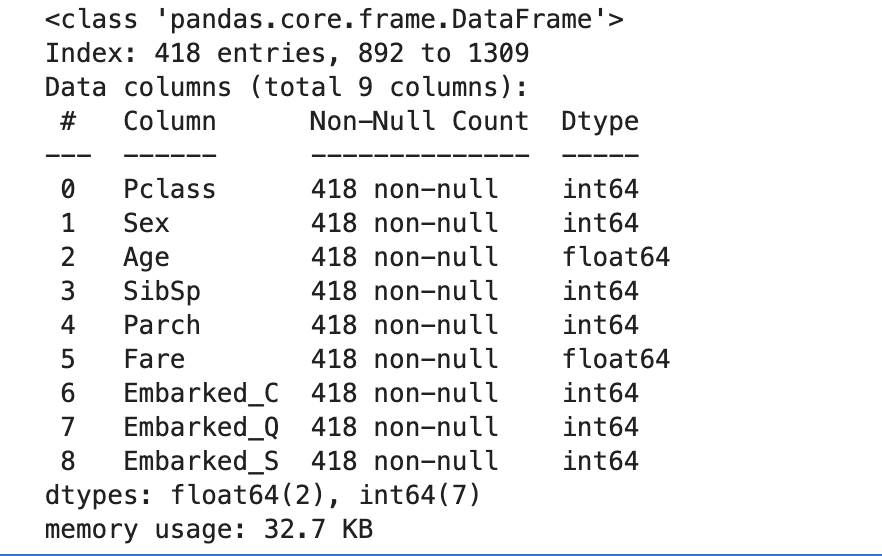 <class 'pandas.core.frame.DataFrame'>
Index: 418 entries, 892 to 1309
Data columns (total 9 columns):
 #   Column      Non-Null Count  Dtype
---  ------      --------------  -----
 0   Pclass      418 non-null    int64
 1   Sex         418 non-null    int64
 2   Age         418 non-null    float64
 3   SibSp       418 non-null    int64
 4   Parch       418 non-null    int64
 5   Fare        418 non-null    float64
 6   Embarked_C  418 non-null    int64
 7   Embarked_Q  418 non-null    int64
 8   Embarked_S  418 non-null    int64
dtypes: float64(2), int64(7)
memory usage: 32.7 KB